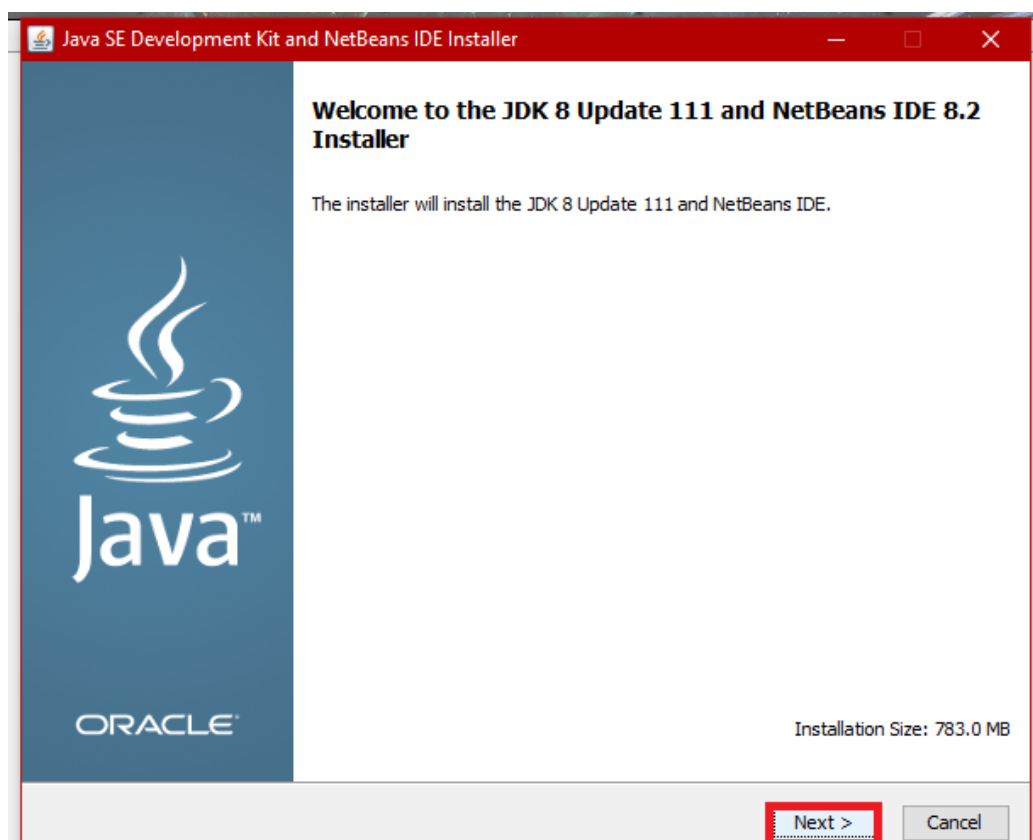 Java SE Development Kit and NetBeans IDE Installer
Welcome to the JDK 8 Update 111 and NetBeans IDE 8.2
Installer
The installer will install the JDK 8 Update 111 and NetBeans IDE.
Java™
ORACLE
Installation Size: 783.0 MB
Next > Cancel